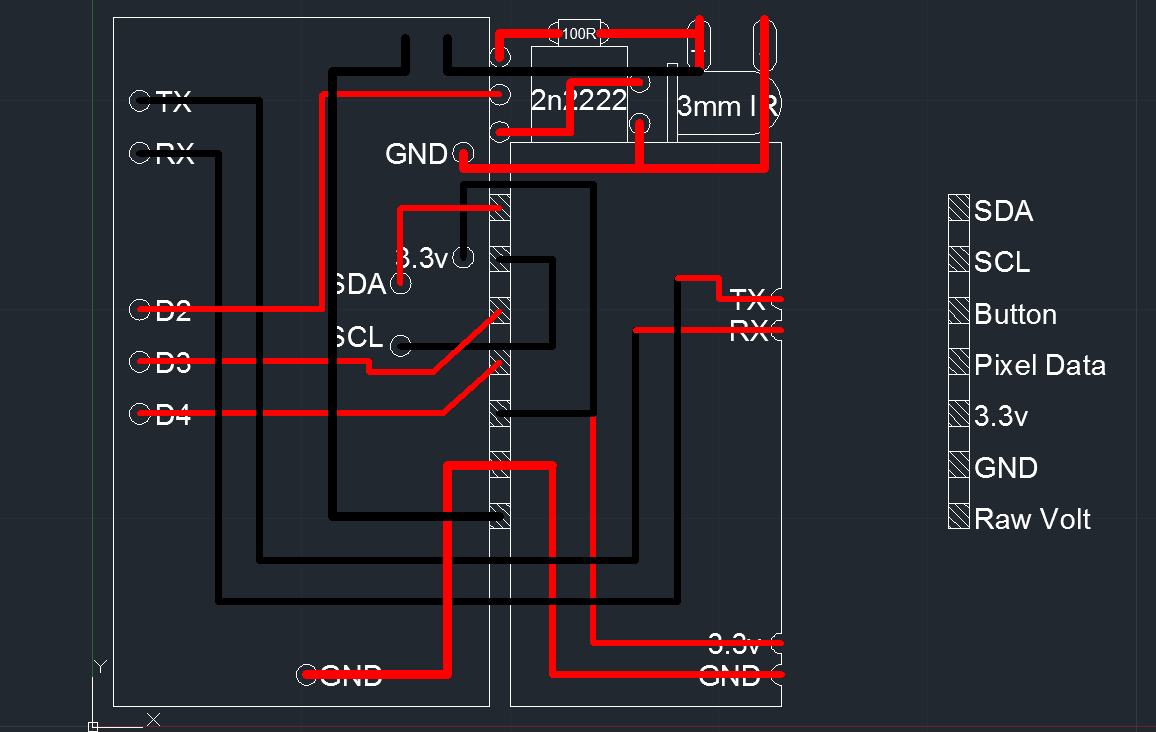 100R
+
2n2222
3mm IR
TX
RX
GND
3.3v
SDA
SCL
D2
D3
D4
TX
RX
3.3v
GND
GND
SDA
SCL
Button
Pixel Data
3.3v
GND
Raw Volt
Y
X